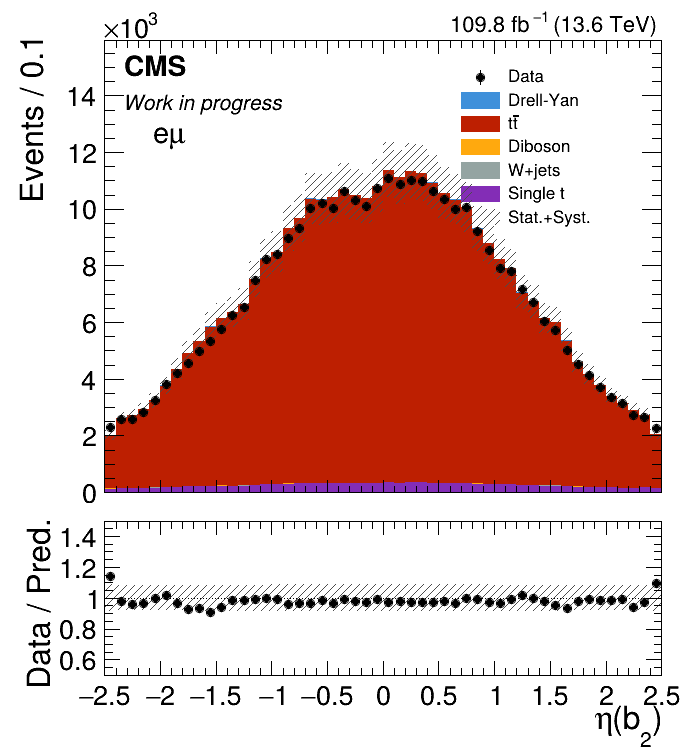 ×10³ 109.8 fb⁻¹ (13.6 TeV)
CMS
Work in progress
eμ
Data
Drell-Yan
tt̄
Diboson
W+jets
Single t
Stat.+Syst.
Events / 0.1
14
12
10
8
6
4
2
0
Data / Pred.
1.4
1.2
1
0.8
0.6
−2.5 −2 −1.5 −1 −0.5 0 0.5 1 1.5 2 2.5
η(b₂)